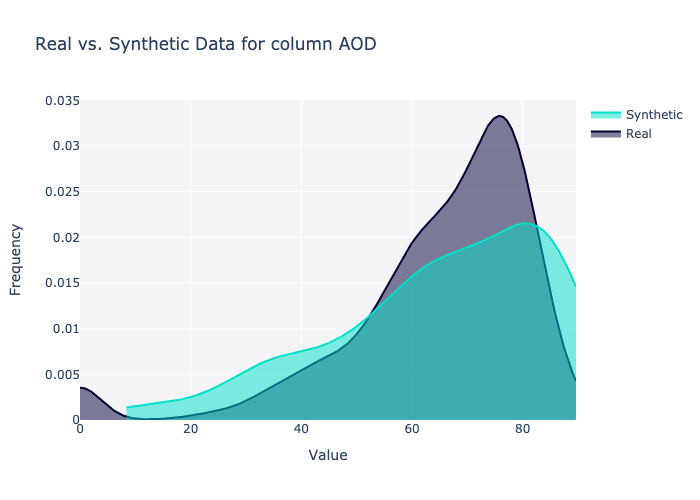 Real vs. Synthetic Data for column AOD
Synthetic
Real
Frequency
0.035
0.03
0.025
0.02
0.015
0.01
0.005
0
0 20 40 60 80
Value